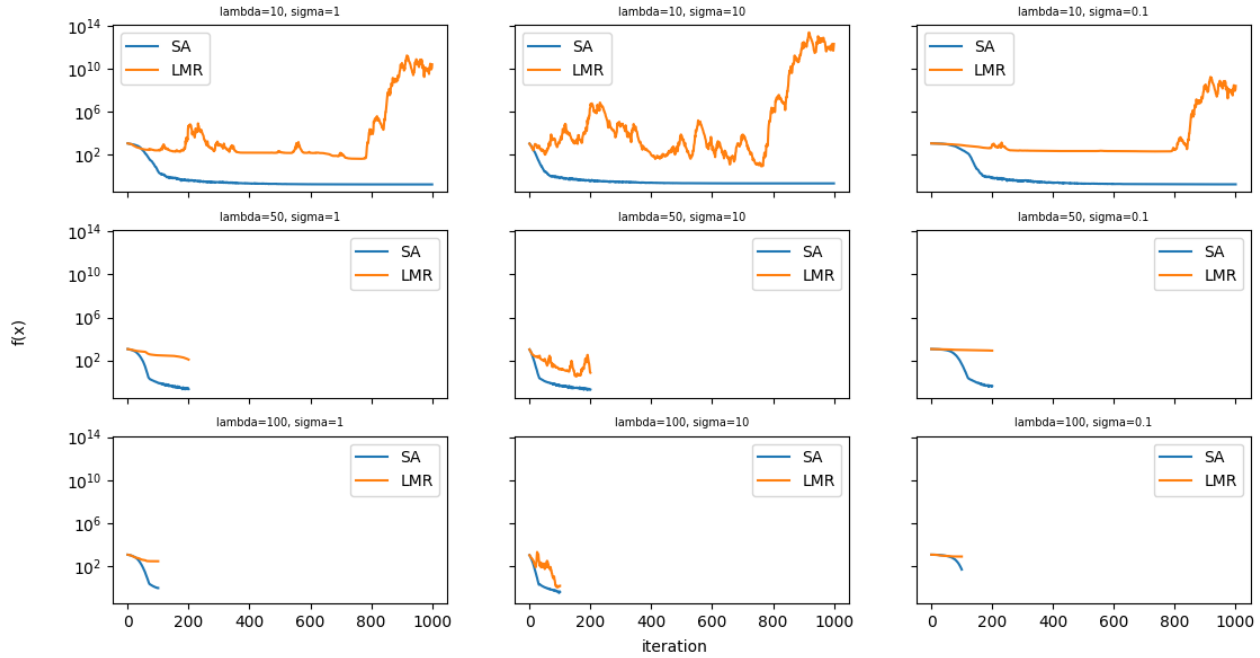 lambda=10, sigma=1
lambda=10, sigma=10
lambda=10, sigma=0.1
10^14
10^10
10^6
10^2
SA
LMR
SA
LMR
SA
LMR
lambda=50, sigma=1
lambda=50, sigma=10
lambda=50, sigma=0.1
10^14
10^10
10^6
10^2
SA
LMR
SA
LMR
SA
LMR
f(x)
lambda=100, sigma=1
lambda=100, sigma=10
lambda=100, sigma=0.1
10^14
10^10
10^6
10^2
SA
LMR
SA
LMR
SA
LMR
0 200 400 600 800 1000
0 200 400 600 800 1000
0 200 400 600 800 1000
iteration